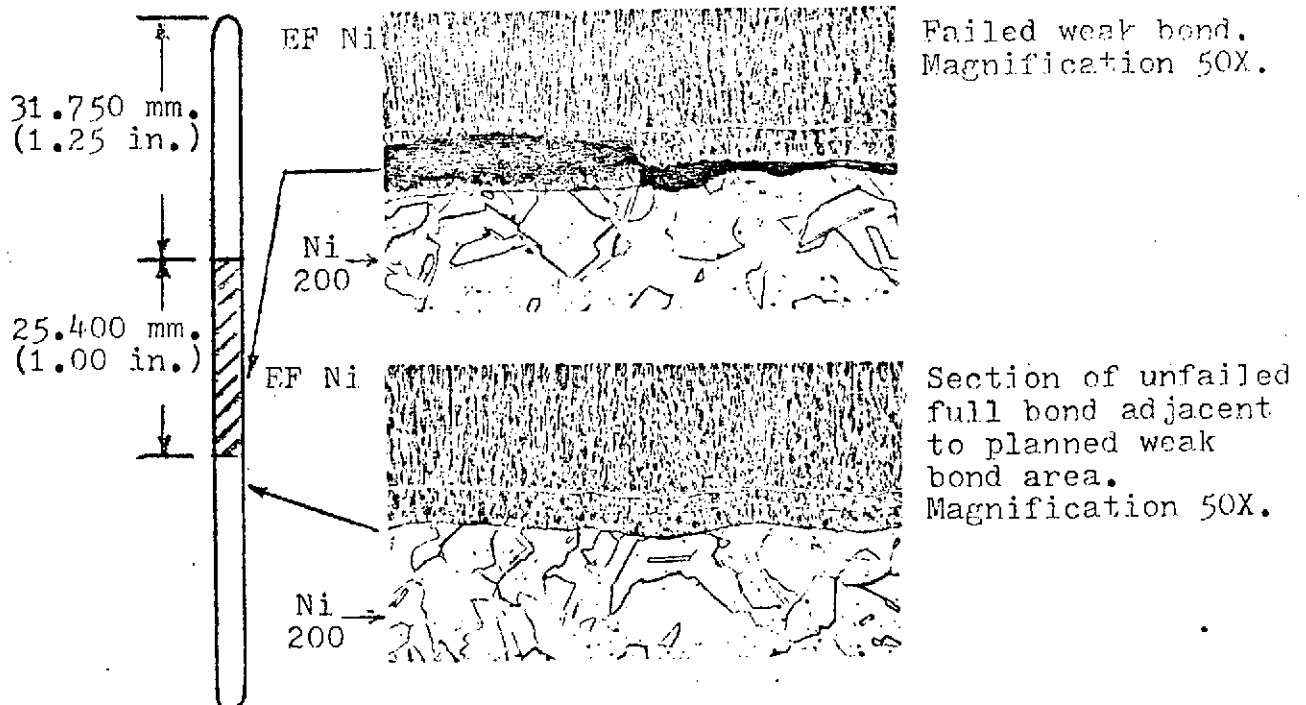 EF Ni
Failed weak bond.
Magnification 50X.
31.750 mm.
(1.25 in.)
Ni
200
25.400 mm.
(1.00 in.)
EF Ni
Section of unfailed
full bond adjacent
to planned weak
bond area.
Magnification 50X.
Ni
200